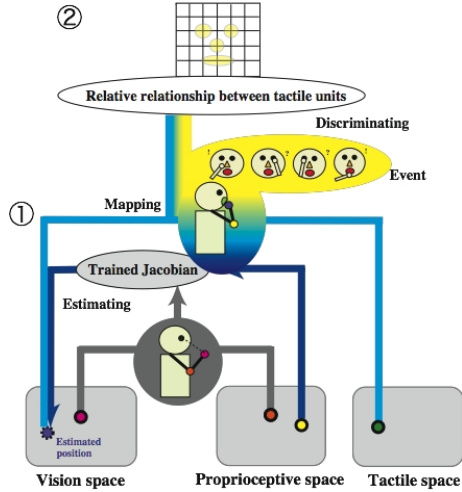 ②
Relative relationship between tactile units
Discriminating
! ? ? !
Event
Mapping
①
Trained Jacobian
Estimating
Estimated
position
Vision space
Proprioceptive space
Tactile space